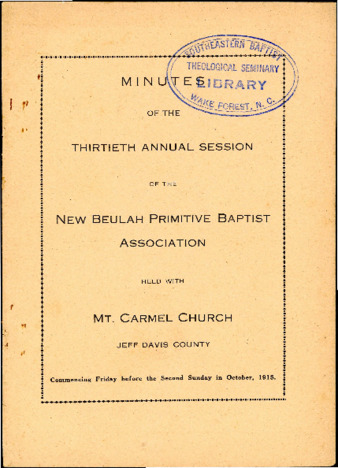 SOUTHEASTERN BAPTIST
THEOLOGICAL SEMINARY
LIBRARY
WAKE FOREST, N. C.
MINUTES
OF THE
THIRTIETH ANNUAL SESSION
OF THE
NEW BEULAH PRIMITIVE BAPTIST
ASSOCIATION
HELD WITH
MT. CARMEL CHURCH
JEFF DAVIS COUNTY
Commencing Friday before the Second Sunday in October, 1915.